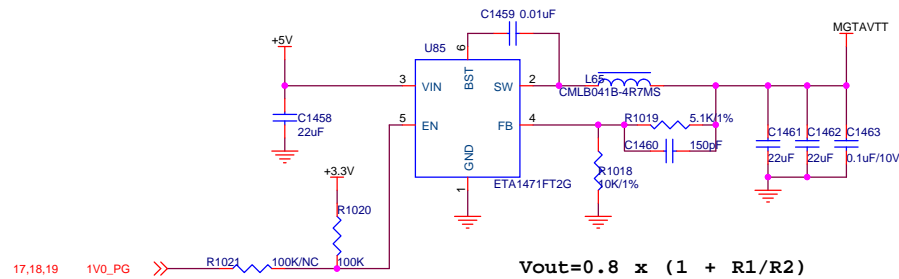 C1459 0.01uF
MGTAVTT
+5V
U85
6
BST
L65
3 VIN SW 2
CMLB041B-4R7MS
C1458
22uF
5 EN FB 4
R1019 5.1K/1%
C1460 150pF
C1461 C1462 C1463
22uF 22uF 0.1uF/10V
GND
1
ETA1471FT2G
R1018
10K/1%
+3.3V
R1020
100K
17,18,19 1V0_PG R1021 100K/NC
Vout=0.8 x (1 + R1/R2)